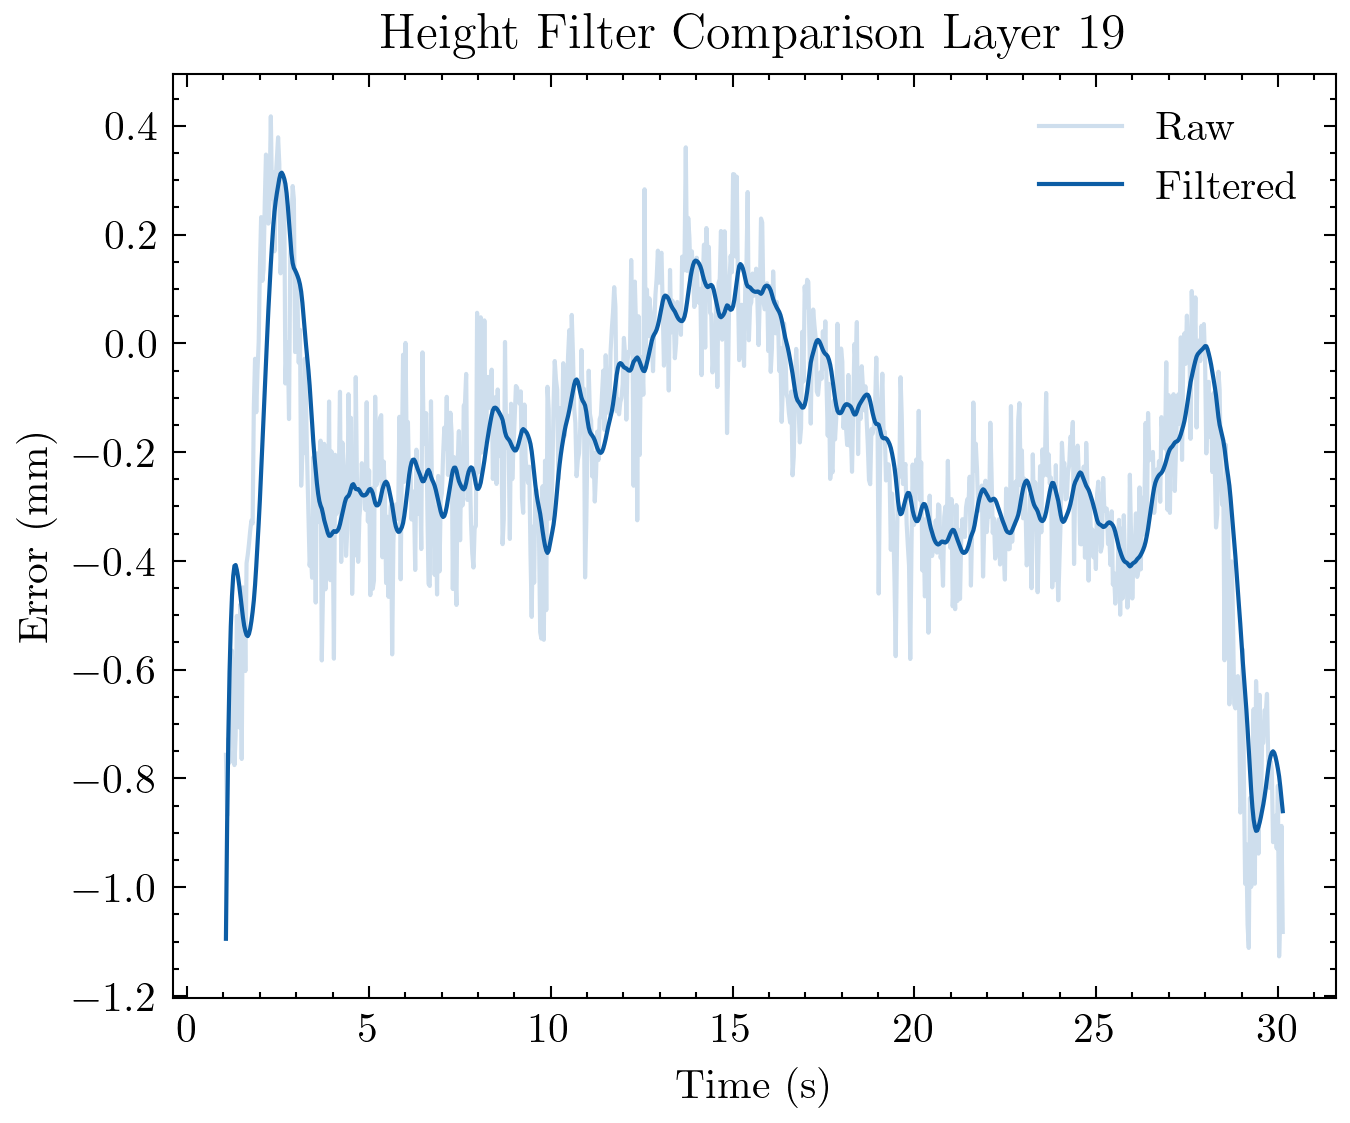 Height Filter Comparison Layer 19
Raw
Filtered
0.4
0.2
0.0
−0.2
−0.4
−0.6
−0.8
−1.0
−1.2
Error (mm)
0 5 10 15 20 25 30
Time (s)